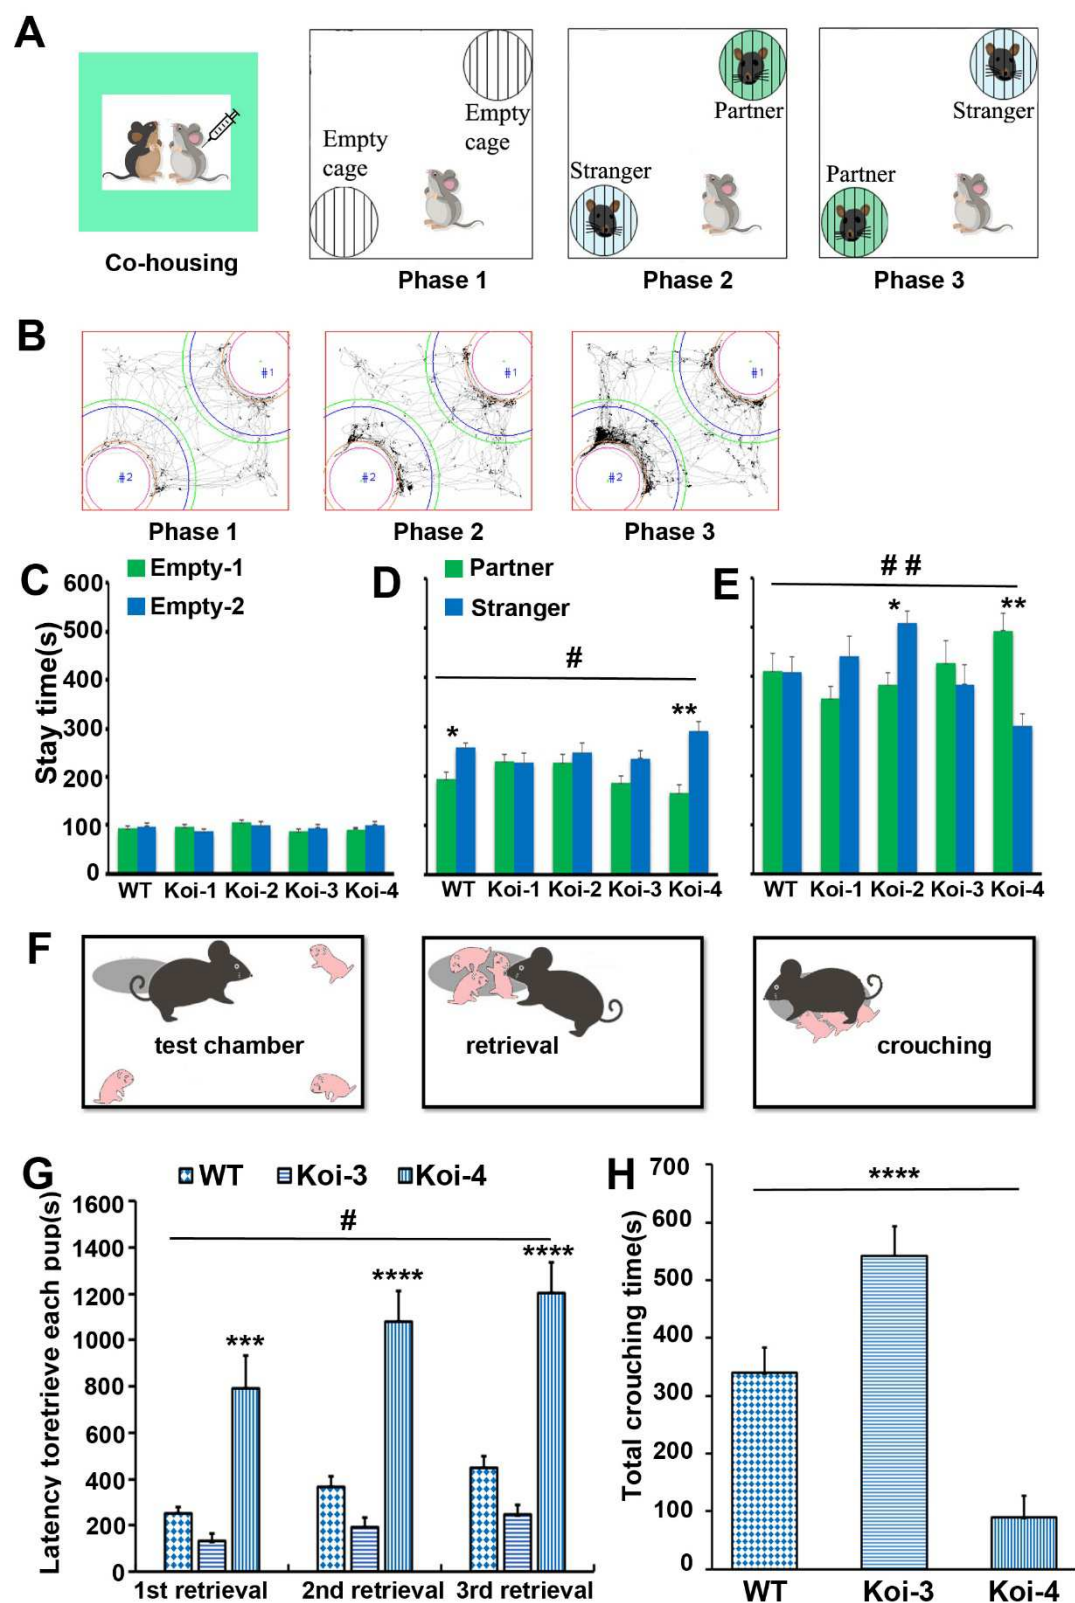 A
Co-housing
Empty
cage
Empty
cage
Phase 1
Partner
Stranger
Phase 2
Stranger
Partner
Phase 3
B
#1
#2
Phase 1
#1
#2
Phase 2
#1
#2
Phase 3
C
Empty-1
Empty-2
Stay time(s)
600
500
400
300
200
100
0
WT Koi-1 Koi-2 Koi-3 Koi-4
D
Partner
Stranger
#
*
**
WT Koi-1 Koi-2 Koi-3 Koi-4
E
# #
*
**
WT Koi-1 Koi-2 Koi-3 Koi-4
F
test chamber
retrieval
crouching
G
WT Koi-3 Koi-4
Latency toretrieve each pup(s)
1600
1400
1200
1000
800
600
400
200
0
#
***
****
****
1st retrieval 2nd retrieval 3rd retrieval
H
Total crouching time(s)
700
600
500
400
300
200
100
0
****
WT Koi-3 Koi-4